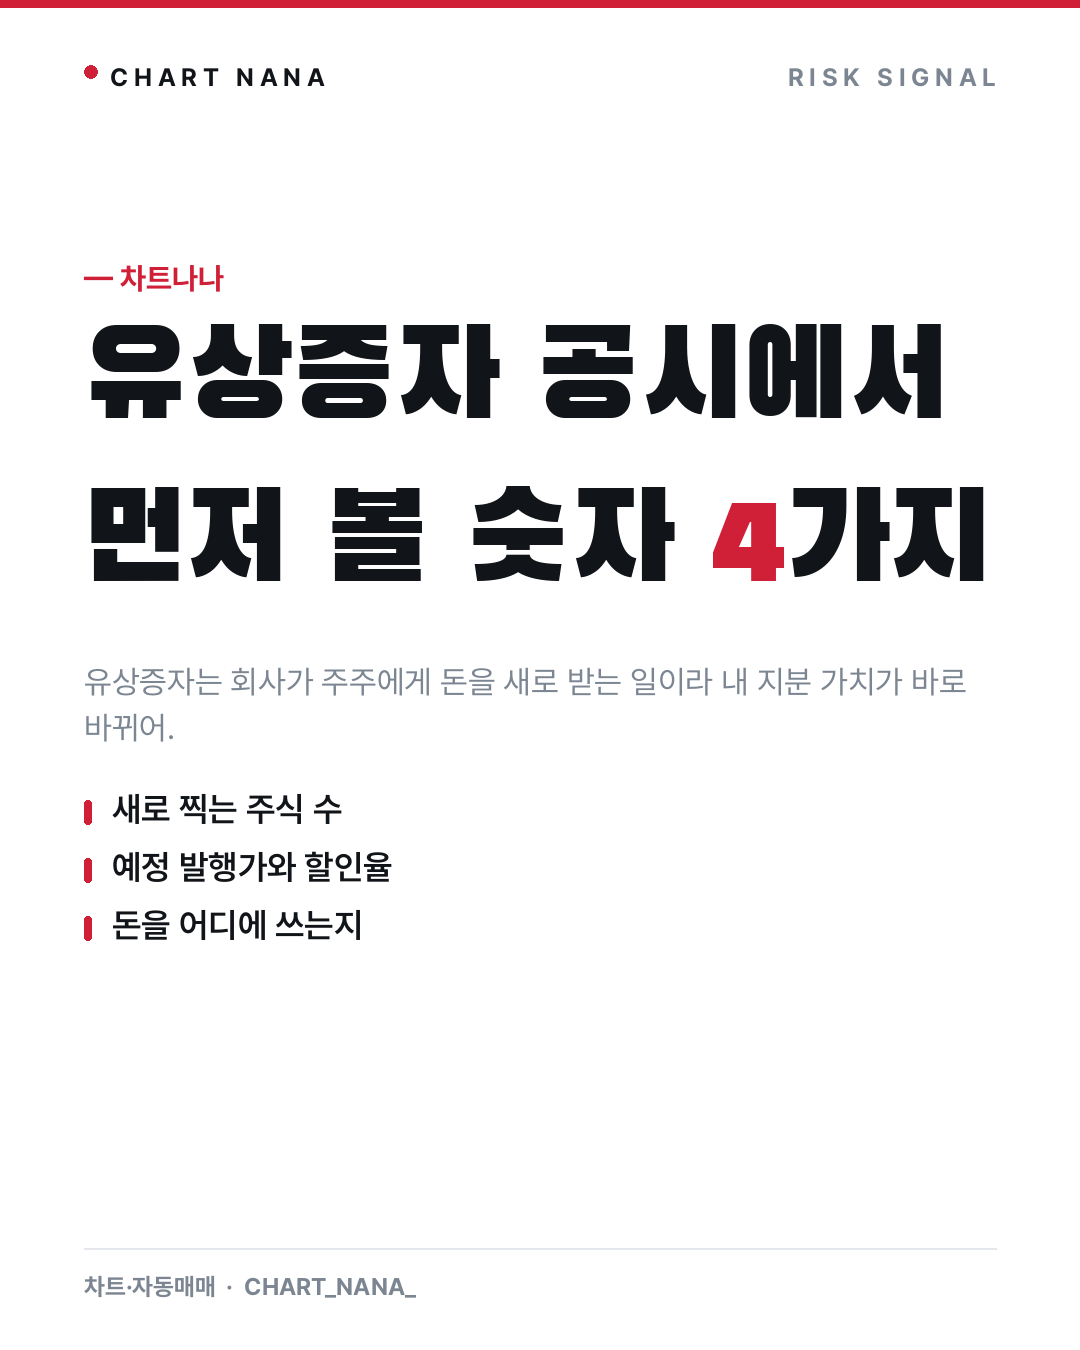 CHART NANA
RISK SIGNAL
— 차트나나
유상증자 공시에서
먼저 볼 숫자 4가지
유상증자는 회사가 주주에게 돈을 새로 받는 일이라 내 지분 가치가 바로
바뀌어.
새로 찍는 주식 수
예정 발행가와 할인율
돈을 어디에 쓰는지
차트·자동매매 · CHART_NANA_